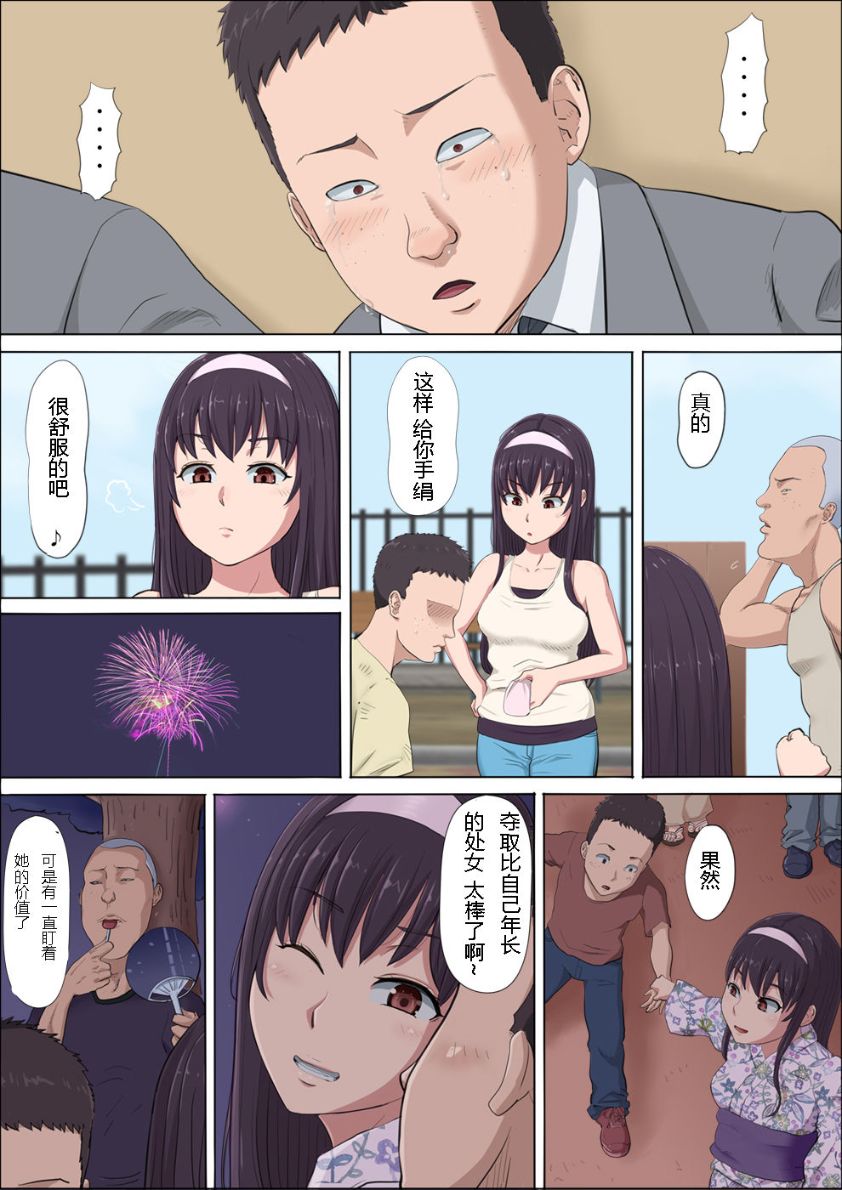 ・・・・
・・・・
真的
这样 给你手绢
很舒服的吧
♪
果然
夺取比自己年长
的处女 太棒了啊~
可是有一直盯着
她的价值了